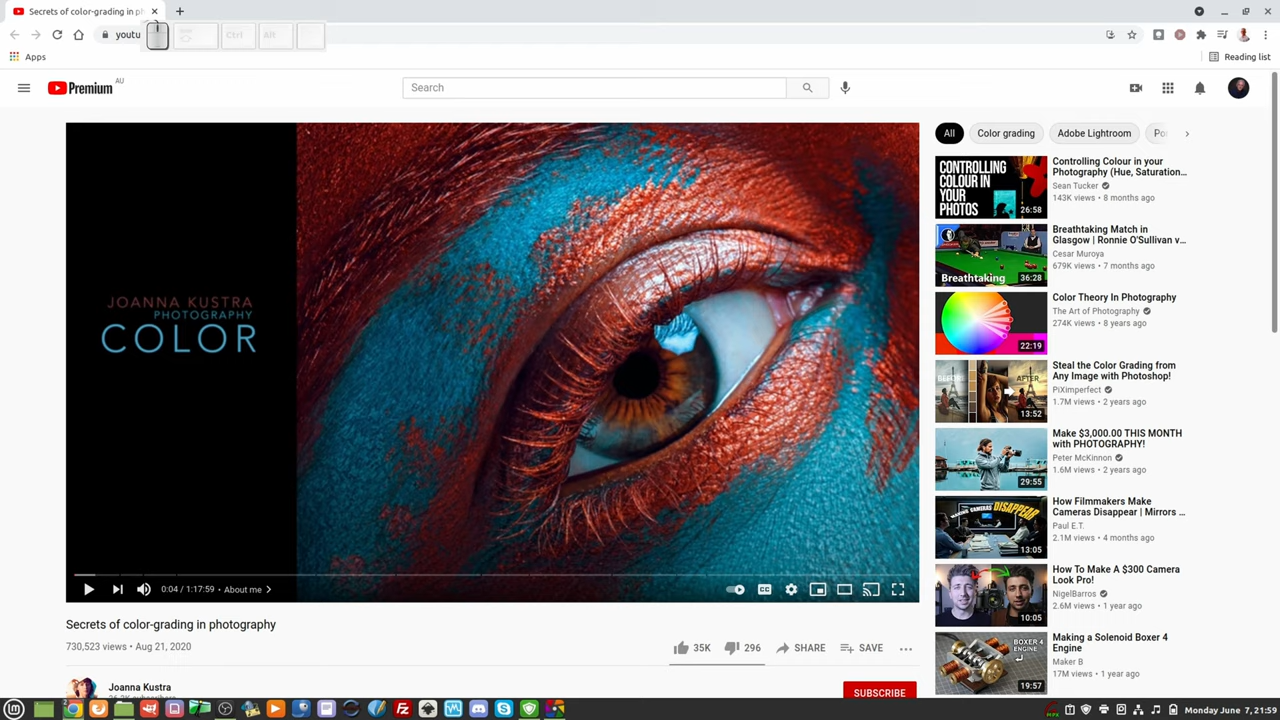 Secrets of color-grading in ph
youtu
Ctrl
Alt
Apps
Reading list
Premium
AU
Search
JOANNA KUSTRA
PHOTOGRAPHY
COLOR
0:04 / 1:17:59 • About me
CC
Secrets of color-grading in photography
730,523 views • Aug 21, 2020
35K
296
SHARE
SAVE
Joanna Kustra
SUBSCRIBE
All
Color grading
Adobe Lightroom
Po
CONTROLLING
COLOUR IN
YOUR
PHOTOS
26:58
Controlling Colour in your
Photography (Hue, Saturation...
Sean Tucker
143K views • 8 months ago
Breathtaking
36:28
Breathtaking Match in
Glasgow | Ronnie O'Sullivan v...
Cesar Muroya
679K views • 7 months ago
22:19
Color Theory In Photography
The Art of Photography
274K views • 8 years ago
BEFORE
AFTER
13:52
Steal the Color Grading from
Any Image with Photoshop!
PiXimperfect
1.7M views • 2 years ago
29:55
Make $3,000.00 THIS MONTH
with PHOTOGRAPHY!
Peter McKinnon
1.6M views • 2 years ago
MAKING CAMERAS DISAPPEAR
13:05
How Filmmakers Make
Cameras Disappear | Mirrors ...
Paul E.T.
2.1M views • 4 months ago
10:05
How To Make A $300 Camera
Look Pro!
NigelBarros
2.6M views • 1 year ago
BOXER 4
ENGINE
19:57
Making a Solenoid Boxer 4
Engine
Maker B
17M views • 1 year ago
Monday June 7, 21:59